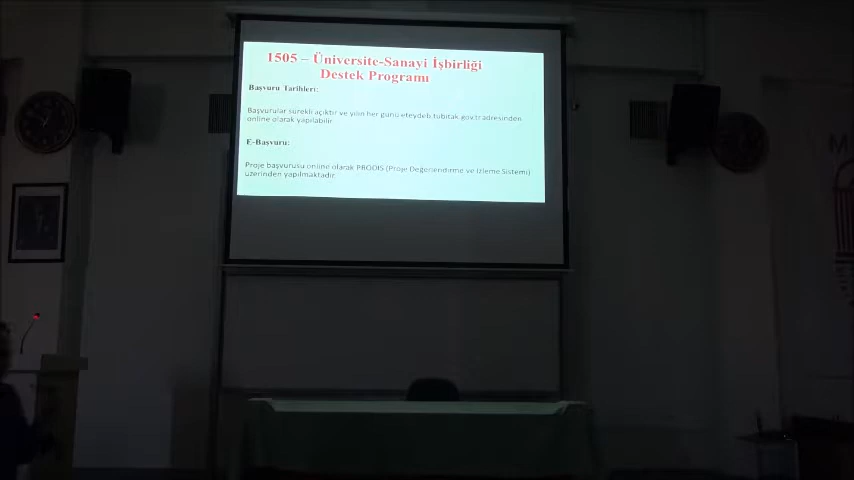 1505 – Üniversite-Sanayi İşbirliği
Destek Programı
Başvuru Tarihleri:
Başvurular sürekli açıktır ve yılın her günü eteydeb.tubitak.gov.tr adresinden
online olarak yapılabilir.
E-Başvuru:
Proje başvurusu online olarak PRODİS (Proje Değerlendirme ve İzleme Sistemi)
üzerinden yapılmaktadır.
M